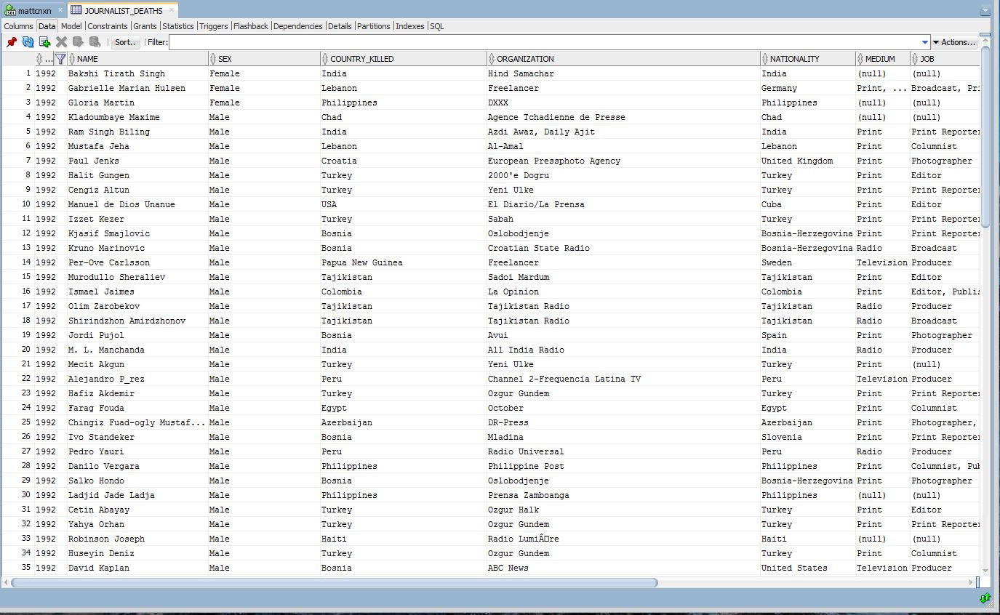 mattcnxn JOURNALIST_DEATHS
Columns Data Model Constraints Grants Statistics Triggers Flashback Dependencies Details Partitions Indexes SQL
Sort.. Filter: Actions...
... NAME SEX COUNTRY_KILLED ORGANIZATION NATIONALITY MEDIUM JOB
1 1992 Bakshi Tirath Singh Female India Hind Samachar India (null) (null)
2 1992 Gabrielle Marian Hulsen Female Lebanon Freelancer Germany Print, ... Broadcast, Pri
3 1992 Gloria Martin Female Philippines DXXX Philippines (null) (null)
4 1992 Kladoumbaye Maxime Male Chad Agence Tchadienne de Presse Chad (null) (null)
5 1992 Ram Singh Biling Male India Azdi Awaz, Daily Ajit India Print Print Reporter
6 1992 Mustafa Jeha Male Lebanon Al-Amal Lebanon Print Columnist
7 1992 Paul Jenks Male Croatia European Pressphoto Agency United Kingdom Print Photographer
8 1992 Halit Gungen Male Turkey 2000'e Dogru Turkey Print Editor
9 1992 Cengiz Altun Male Turkey Yeni Ulke Turkey Print Print Reporter
10 1992 Manuel de Dios Unanue Male USA El Diario/La Prensa Cuba Print Editor
11 1992 Izzet Kezer Male Turkey Sabah Turkey Print Print Reporter
12 1992 Kjasif Smajlovic Male Bosnia Oslobodjenje Bosnia-Herzegovina Print Print Reporter
13 1992 Kruno Marinovic Male Bosnia Croatian State Radio Bosnia-Herzegovina Radio Broadcast
14 1992 Per-Ove Carlsson Male Papua New Guinea Freelancer Sweden Television Producer
15 1992 Murodullo Sheraliev Male Tajikistan Sadoi Mardum Tajikistan Print Editor
16 1992 Ismael Jaimes Male Colombia La Opinion Colombia Print Editor, Publis
17 1992 Olim Zarobekov Male Tajikistan Tajikistan Radio Tajikistan Radio Producer
18 1992 Shirindzhon Amirdzhonov Male Tajikistan Tajikistan Radio Tajikistan Radio Broadcast
19 1992 Jordi Pujol Male Bosnia Avui Spain Print Photographer
20 1992 M. L. Manchanda Male India All India Radio India Radio Producer
21 1992 Mecit Akgun Male Turkey Yeni Ulke Turkey Print (null)
22 1992 Alejandro P_rez Male Peru Channel 2-Frequencia Latina TV Peru Television Producer
23 1992 Hafiz Akdemir Male Turkey Ozgur Gundem Turkey Print Print Reporter
24 1992 Farag Fouda Male Egypt October Egypt Print Columnist
25 1992 Chingiz Fuad-ogly Mustaf... Male Azerbaijan DR-Press Azerbaijan Print Photographer,
26 1992 Ivo Standeker Male Bosnia Mladina Slovenia Print Print Reporter
27 1992 Pedro Yauri Male Peru Radio Universal Peru Radio Producer
28 1992 Danilo Vergara Male Philippines Philippine Post Philippines Print Columnist, Pub
29 1992 Salko Hondo Male Bosnia Oslobodjenje Bosnia-Herzegovina Print Photographer
30 1992 Ladjid Jade Ladja Male Philippines Prensa Zamboanga Philippines (null) (null)
31 1992 Cetin Abayay Male Turkey Ozgur Halk Turkey Print Editor
32 1992 Yahya Orhan Male Turkey Ozgur Gundem Turkey Print Print Reporter
33 1992 Robinson Joseph Male Haiti Radio LumiÂ□re Haiti (null) (null)
34 1992 Huseyin Deniz Male Turkey Ozgur Gundem Turkey Print Columnist
35 1992 David Kaplan Male Bosnia ABC News United States Television Producer